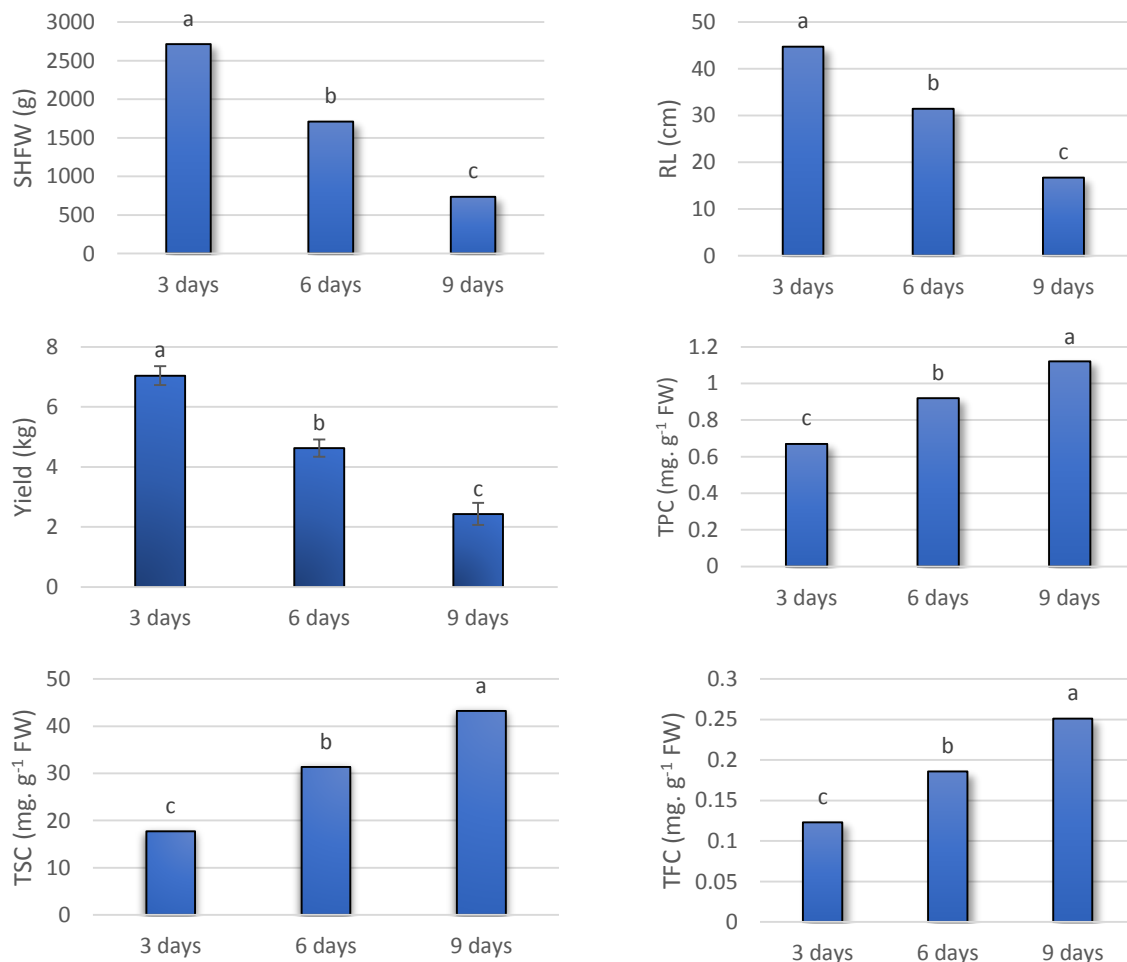 SHFW (g)
3000
2500
2000
1500
1000
500
0
a
b
c
3 days
6 days
9 days
RL (cm)
50
40
30
20
10
0
a
b
c
3 days
6 days
9 days
Yield (kg)
8
6
4
2
0
a
b
c
3 days
6 days
9 days
TPC (mg. g⁻¹ FW)
1.2
1
0.8
0.6
0.4
0.2
0
c
b
a
3 days
6 days
9 days
TSC (mg. g⁻¹ FW)
50
40
30
20
10
0
c
b
a
3 days
6 days
9 days
TFC (mg. g⁻¹ FW)
0.3
0.25
0.2
0.15
0.1
0.05
0
c
b
a
3 days
6 days
9 days